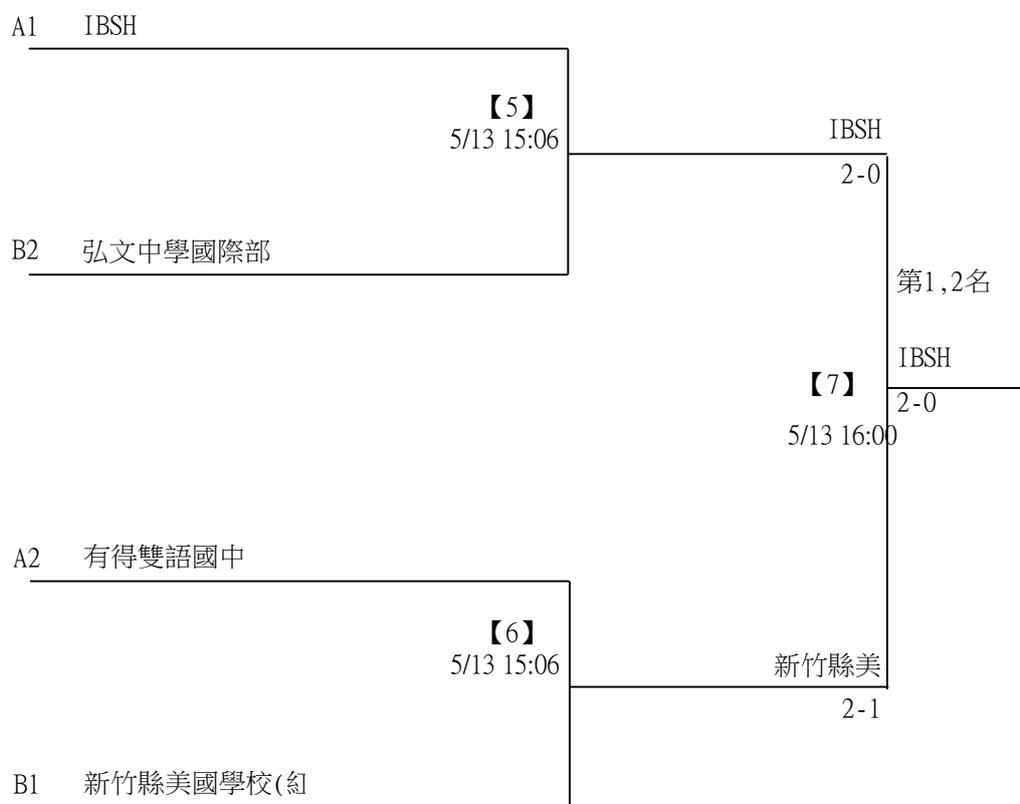 A1 IBSH
【5】
5/13 15:06
IBSH
2-0
B2 弘文中學國際部
第1,2名
IBSH
【7】
2-0
5/13 16:00
A2 有得雙語國中
【6】
5/13 15:06
新竹縣美
2-1
B1 新竹縣美國學校(紅